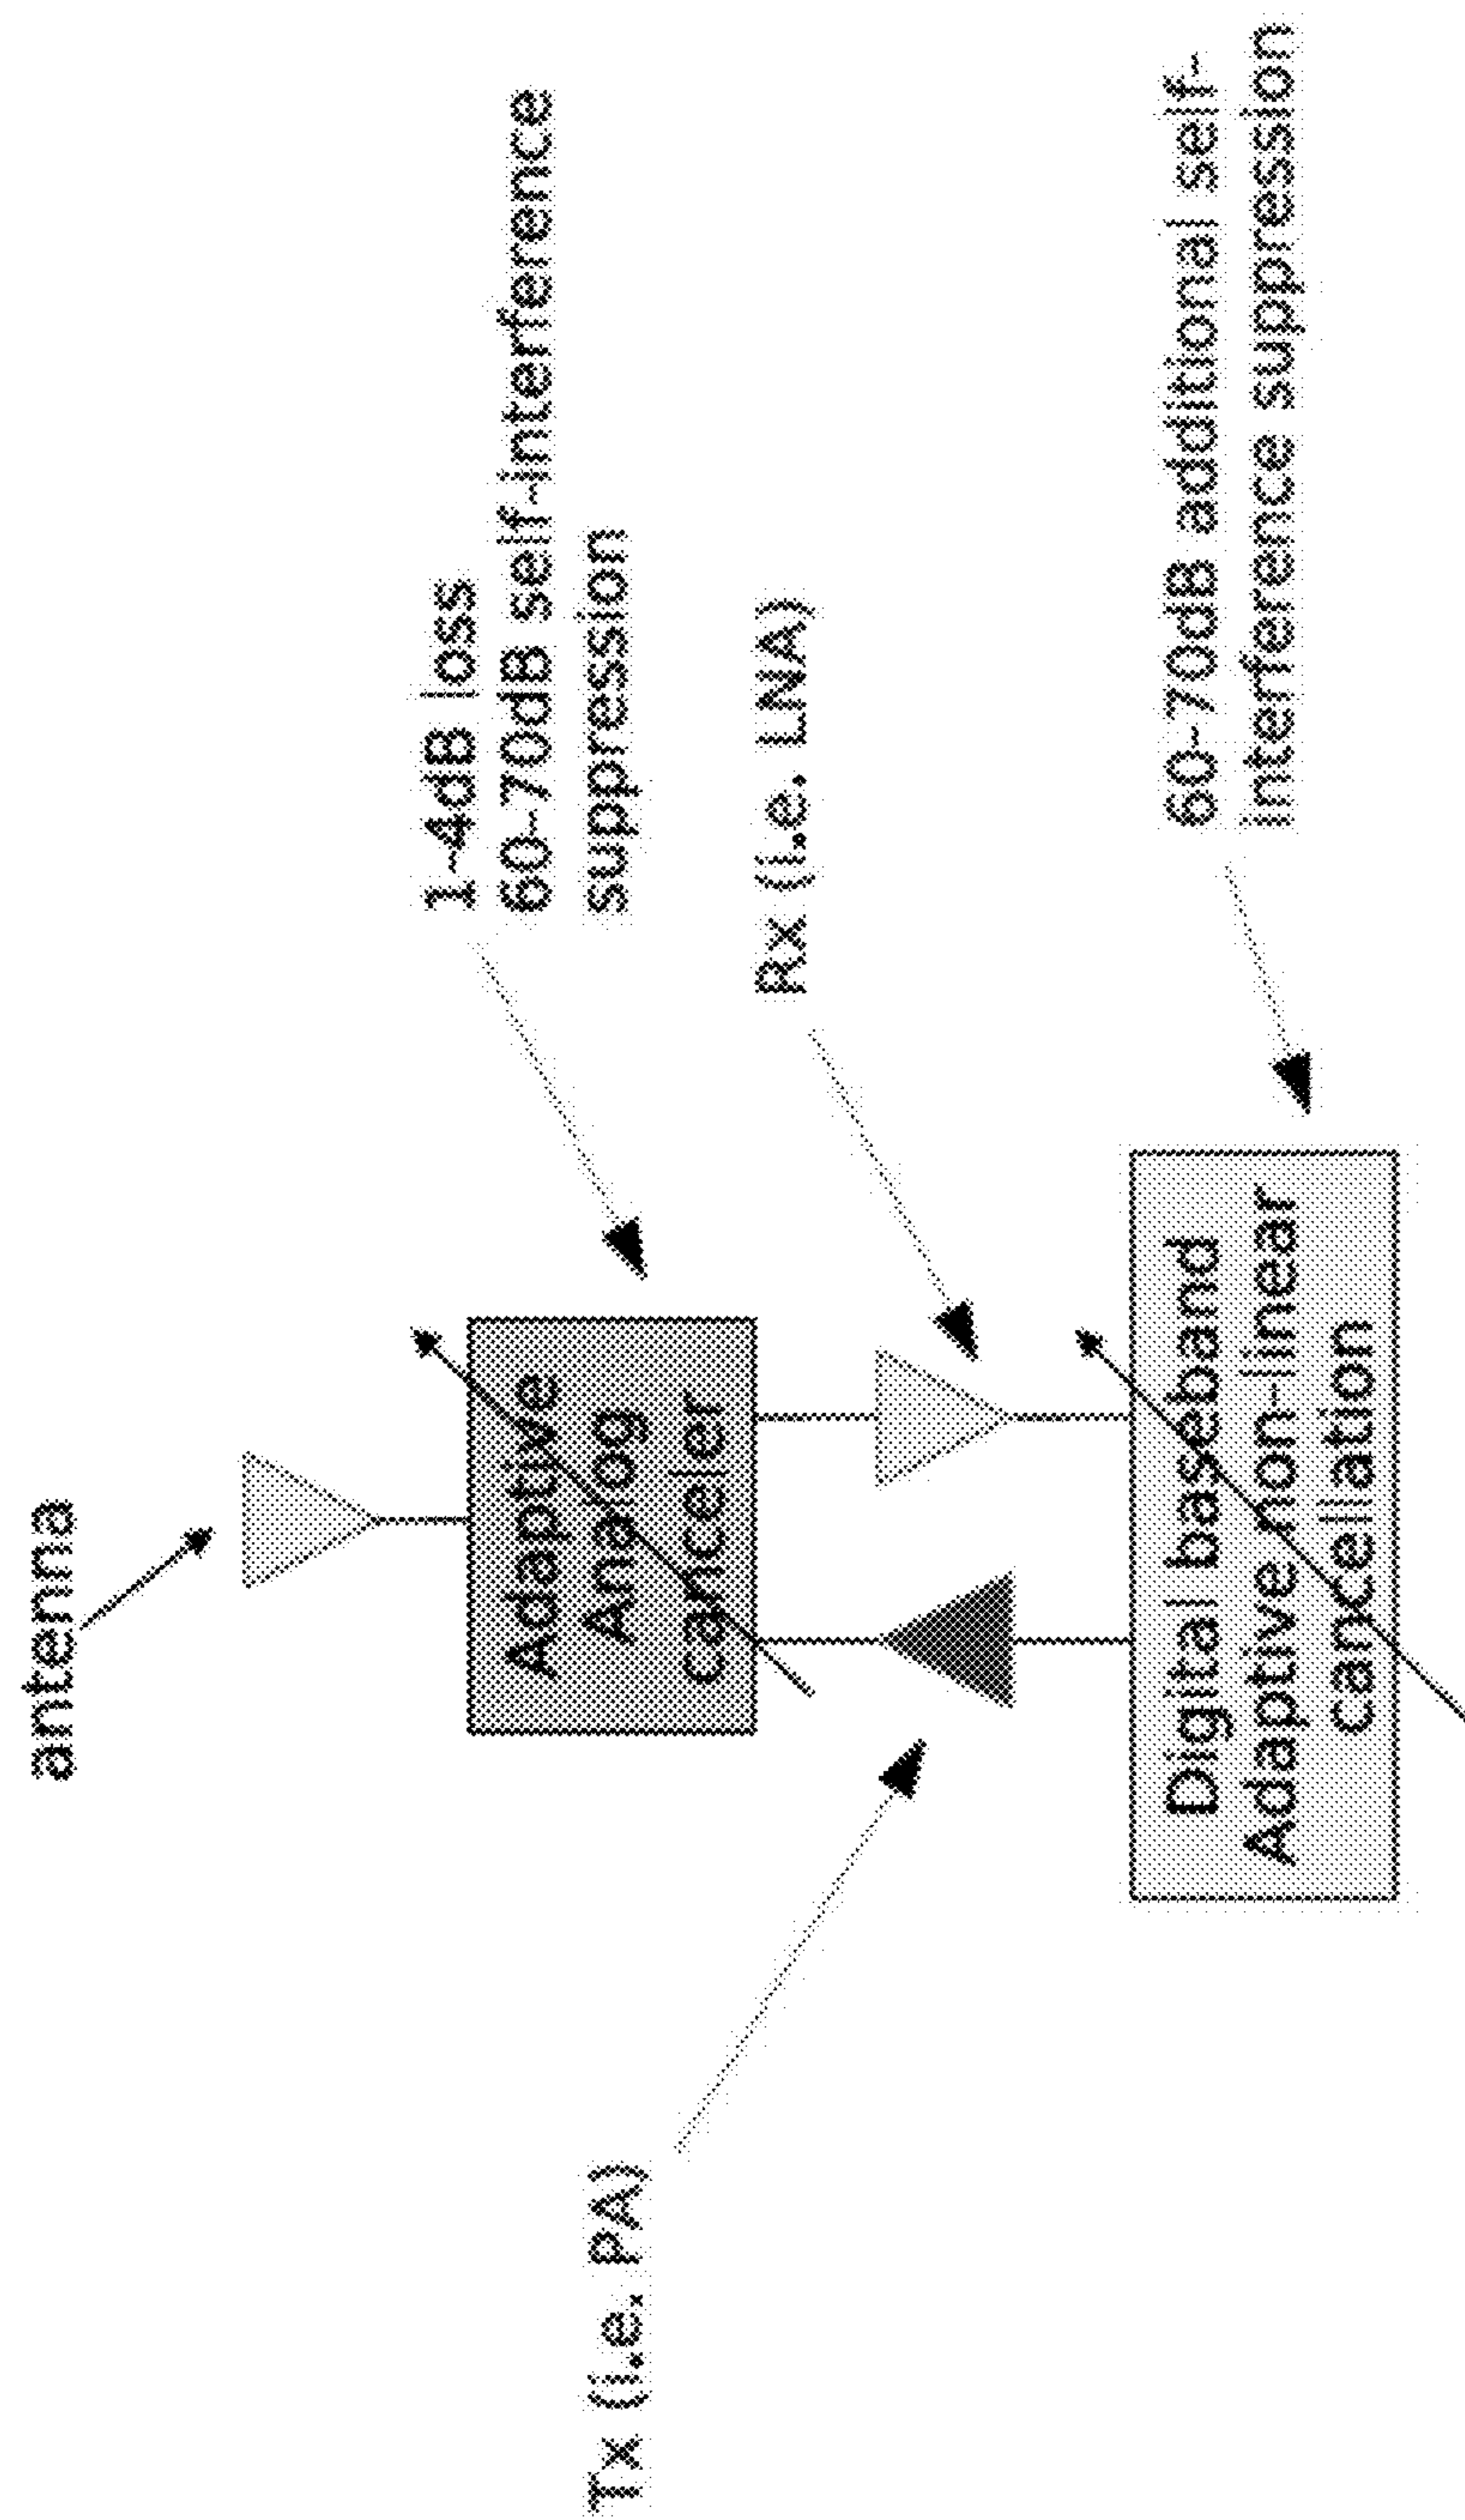 antenna
1-4dB loss
60-70dB self-interference
suppression
Adaptive
Analog
canceler
Tx (i.e. PA)
Rx (i.e. LNA)
Digital baseband
Adaptive non-linear
cancellation
60-70dB additional self-
interference suppression